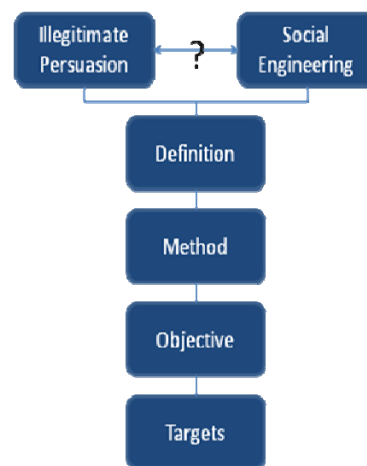 Illegitimate
Persuasion
?
Social
Engineering
Definition
Method
Objective
Targets